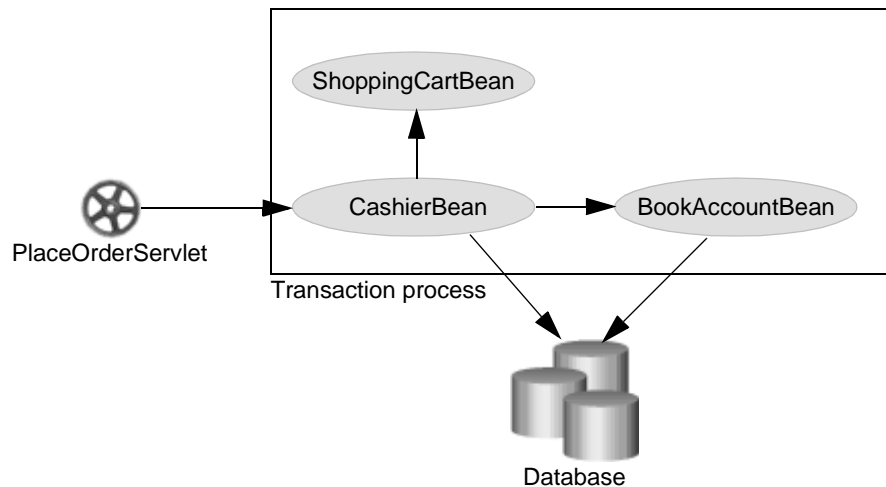 ShoppingCartBean
CashierBean
BookAccountBean
PlaceOrderServlet
Transaction process
Database